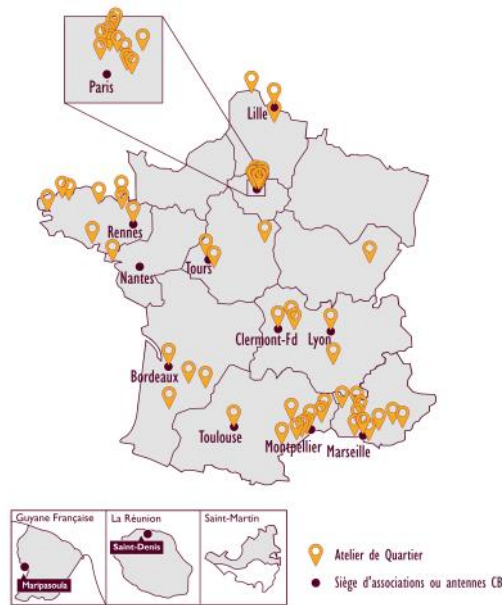 Paris
Lille
Rennes
Nantes
Tours
Clermont-Fd
Lyon
Bordeaux
Toulouse
Montpellier
Marseille
Guyane Française
La Réunion
Saint-Martin
Saint-Denis
Maripasoula
Atelier de Quartier
Siège d'associations ou antennes CB